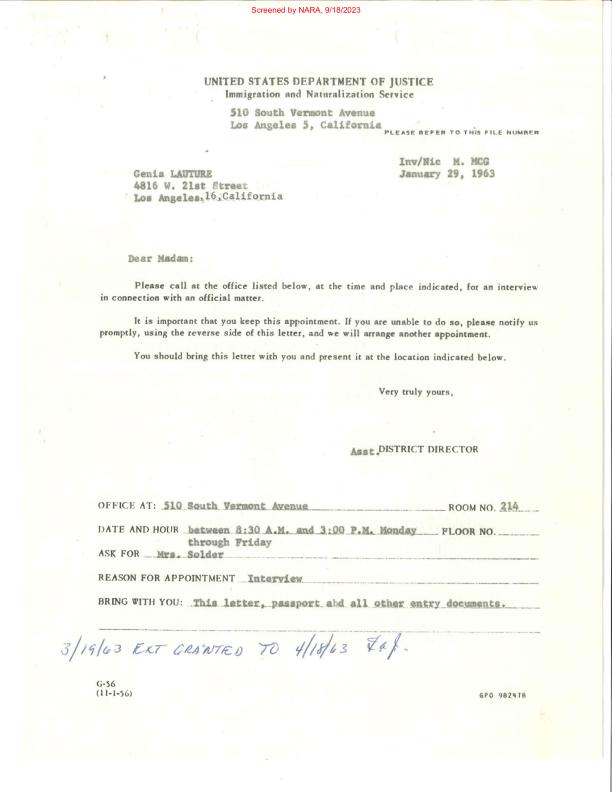 Screened by NARA, 9/18/2023
UNITED STATES DEPARTMENT OF JUSTICE
Immigration and Naturalization Service
510 South Vermont Avenue
Los Angeles 5, California
PLEASE REFER TO THIS FILE NUMBER
Inv/Nic M. MCG
January 29, 1963
Genia LAUTURE
4816 W. 21st Street
Los Angeles,16,California
Dear Madam:
Please call at the office listed below, at the time and place indicated, for an interview
in connection with an official matter.
It is important that you keep this appointment. If you are unable to do so, please notify us
promptly, using the reverse side of this letter, and we will arrange another appointment.
You should bring this letter with you and present it at the location indicated below.
Very truly yours,
Asst. DISTRICT DIRECTOR
OFFICE AT: 510 South Vermont Avenue ROOM NO. 214
DATE AND HOUR between 8:30 A.M. and 3:00 P.M. Monday FLOOR NO.
through Friday
ASK FOR Mrs. Solder
REASON FOR APPOINTMENT Interview
BRING WITH YOU: This letter, passport abd all other entry documents.
3/19/63 EXT GRANTED TO 4/18/63
G-56
(11-1-56)
GPO 982478